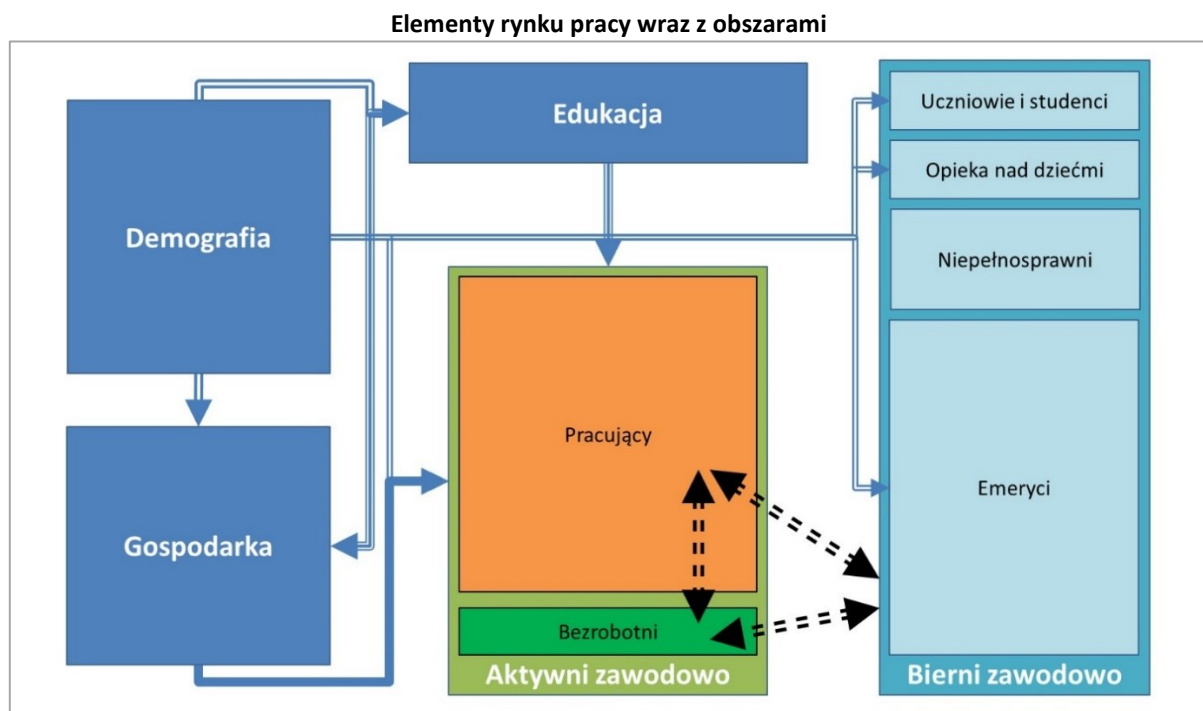 Elementy rynku pracy wraz z obszarami
Demografia
Gospodarka
Edukacja
Pracujący
Bezrobotni
Aktywni zawodowo
Uczniowie i studenci
Opieka nad dziećmi
Niepełnosprawni
Emeryci
Bierni zawodowo